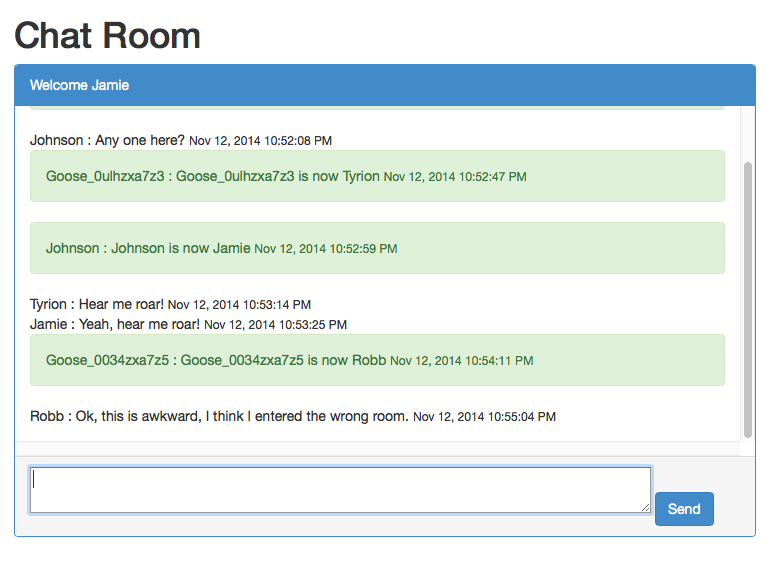 Chat Room
Welcome Jamie
Johnson : Any one here? Nov 12, 2014 10:52:08 PM
Goose_0ulhzxa7z3 : Goose_0ulhzxa7z3 is now Tyrion Nov 12, 2014 10:52:47 PM
Johnson : Johnson is now Jamie Nov 12, 2014 10:52:59 PM
Tyrion : Hear me roar! Nov 12, 2014 10:53:14 PM
Jamie : Yeah, hear me roar! Nov 12, 2014 10:53:25 PM
Goose_0034zxa7z5 : Goose_0034zxa7z5 is now Robb Nov 12, 2014 10:54:11 PM
Robb : Ok, this is awkward, I think I entered the wrong room. Nov 12, 2014 10:55:04 PM
Send